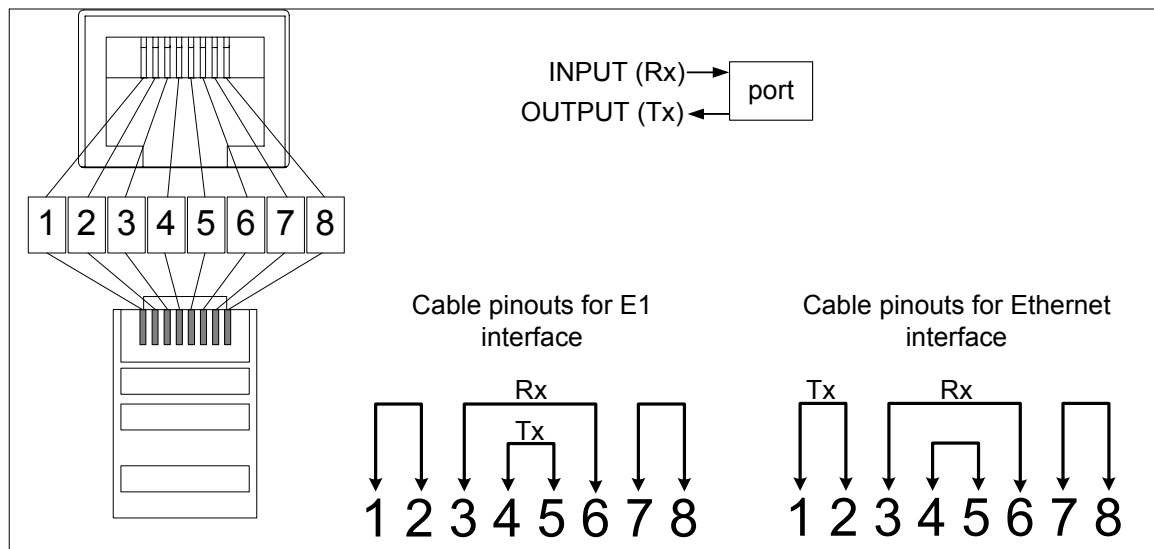 INPUT (Rx)
OUTPUT (Tx)
port
1 2 3 4 5 6 7 8
Cable pinouts for E1
interface
Rx
Tx
1 2 3 4 5 6 7 8
Cable pinouts for Ethernet
interface
Tx Rx
1 2 3 4 5 6 7 8